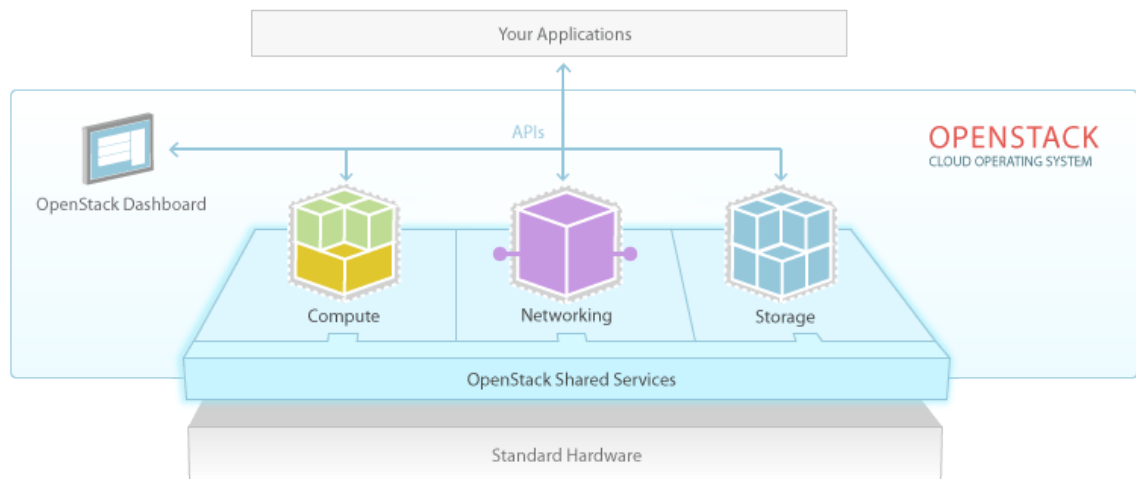 Your Applications
APIs
OPENSTACK
CLOUD OPERATING SYSTEM
OpenStack Dashboard
Compute
Networking
Storage
OpenStack Shared Services
Standard Hardware